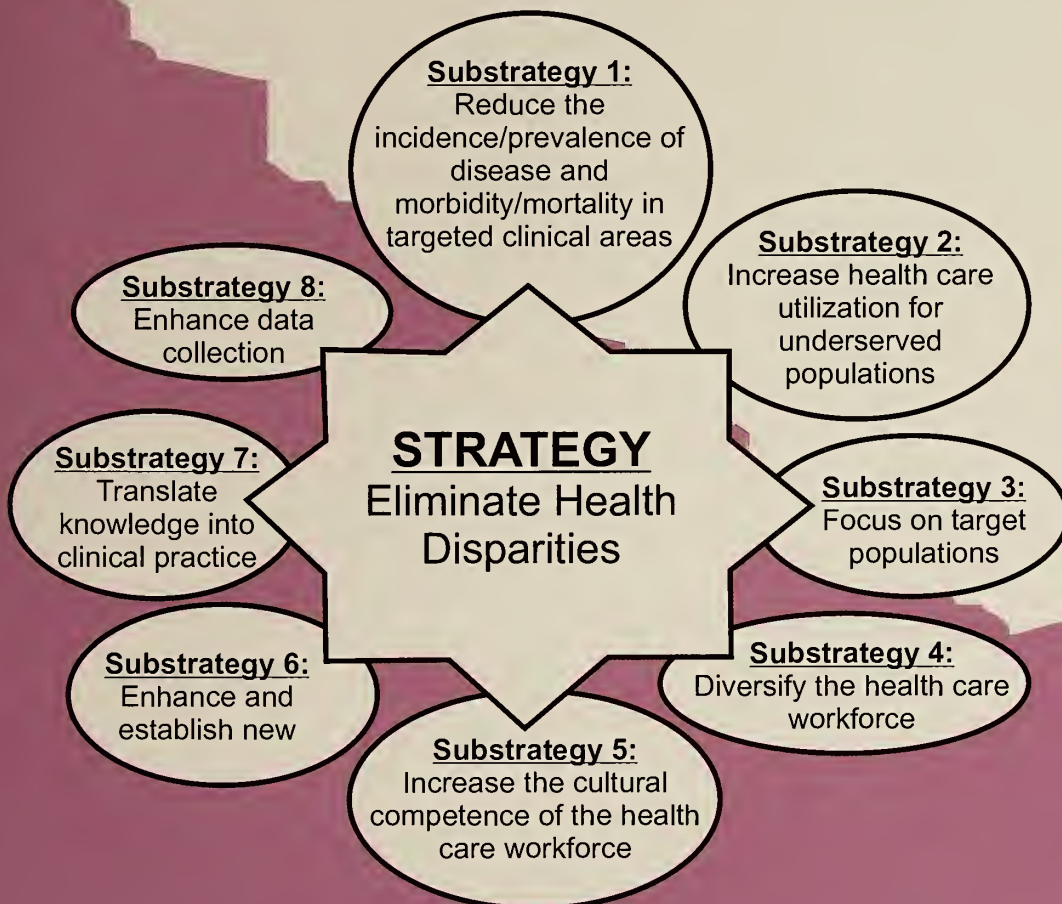 Substrategy 1:
Reduce the
incidence/prevalence of
disease and
morbidity/mortality in
targeted clinical areas
Substrategy 2:
Increase health care
utilization for
underserved
populations
Substrategy 3:
Focus on target
populations
Substrategy 4:
Diversify the health care
workforce
Substrategy 5:
Increase the cultural
competence of the health
care workforce
Substrategy 6:
Enhance and
establish new
Substrategy 7:
Translate
knowledge into
clinical practice
Substrategy 8:
Enhance data
collection
STRATEGY
Eliminate Health
Disparities